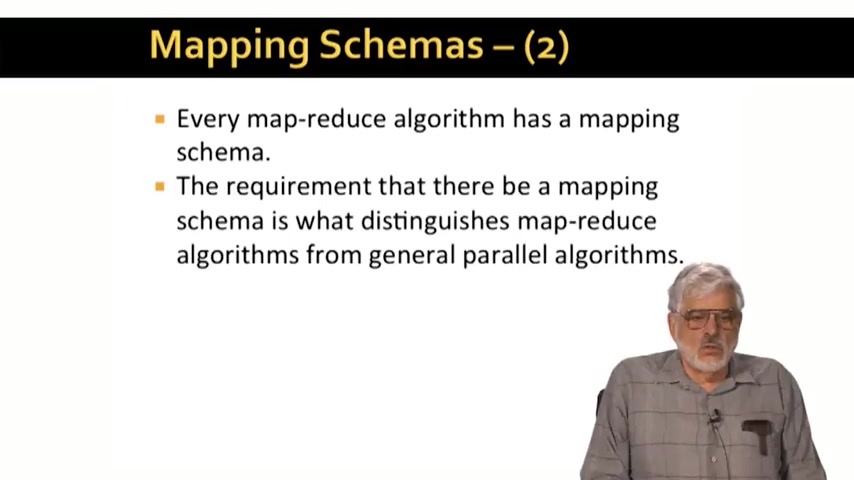 Mapping Schemas – (2)
Every map-reduce algorithm has a mapping
schema.
The requirement that there be a mapping
schema is what distinguishes map-reduce
algorithms from general parallel algorithms.